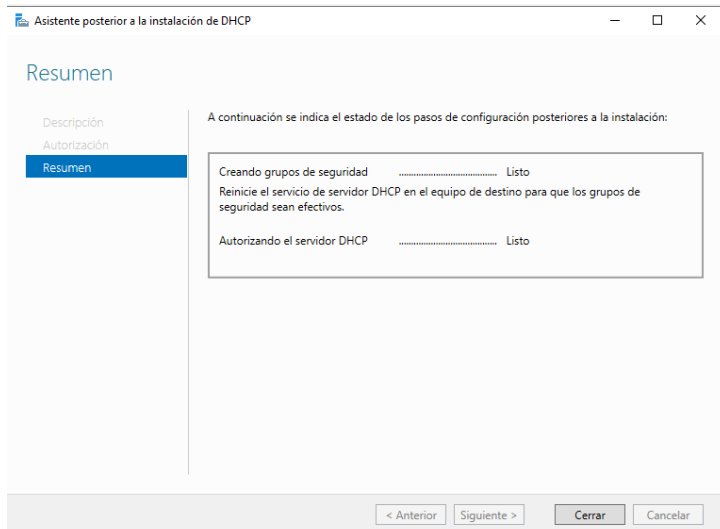 Asistente posterior a la instalación de DHCP
Resumen
Descripción
Autorización
Resumen
A continuación se indica el estado de los pasos de configuración posteriores a la instalación:
Creando grupos de seguridad ........................................ Listo
Reinicie el servicio de servidor DHCP en el equipo de destino para que los grupos de
seguridad sean efectivos.
Autorizando el servidor DHCP ........................................ Listo
< Anterior Siguiente > Cerrar Cancelar